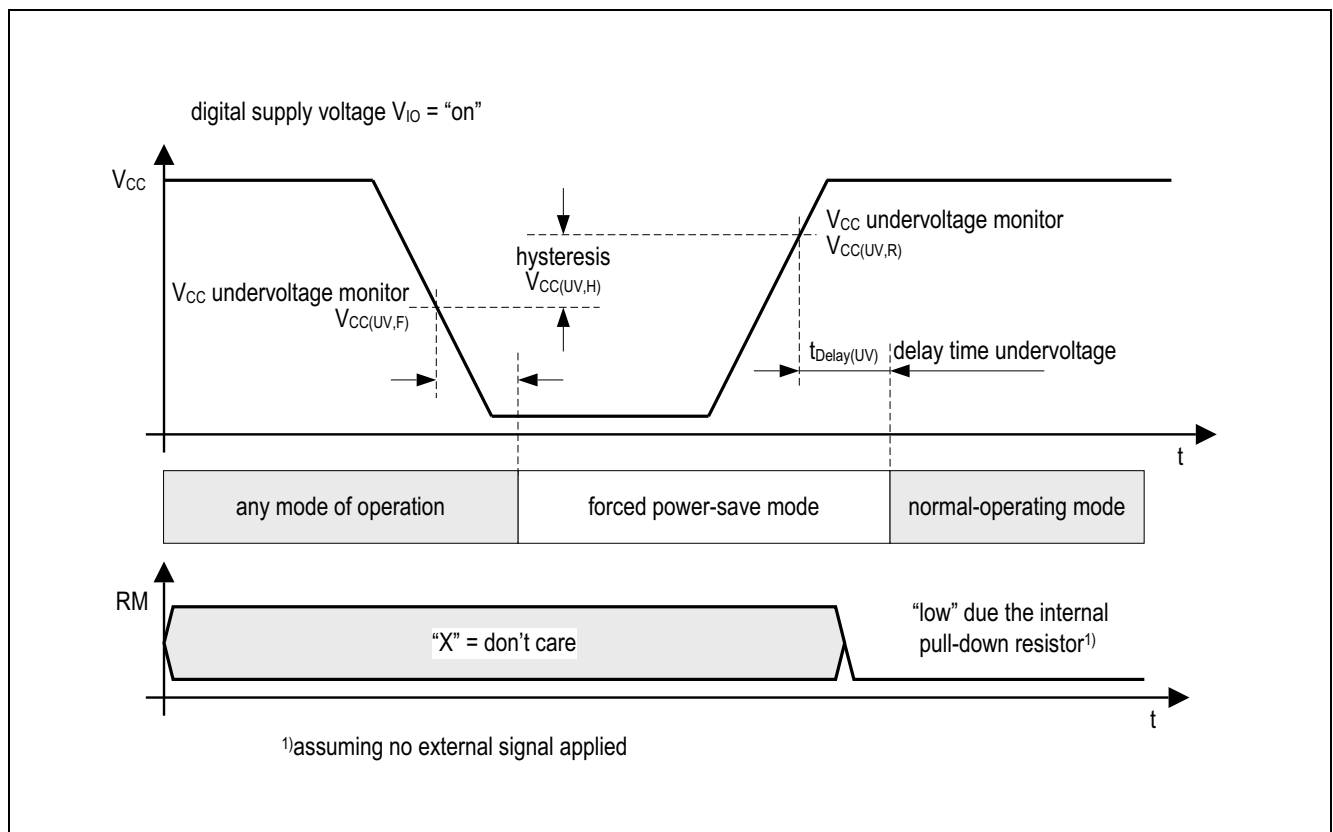 digital supply voltage VIO = “on”
VCC
VCC undervoltage monitor
VCC(UV,F)
hysteresis
VCC(UV,H)
VCC undervoltage monitor
VCC(UV,R)
tDelay(UV) delay time undervoltage
t
any mode of operation
forced power-save mode
normal-operating mode
RM
“X” = don’t care
“low” due the internal
pull-down resistor1)
t
1)assuming no external signal applied